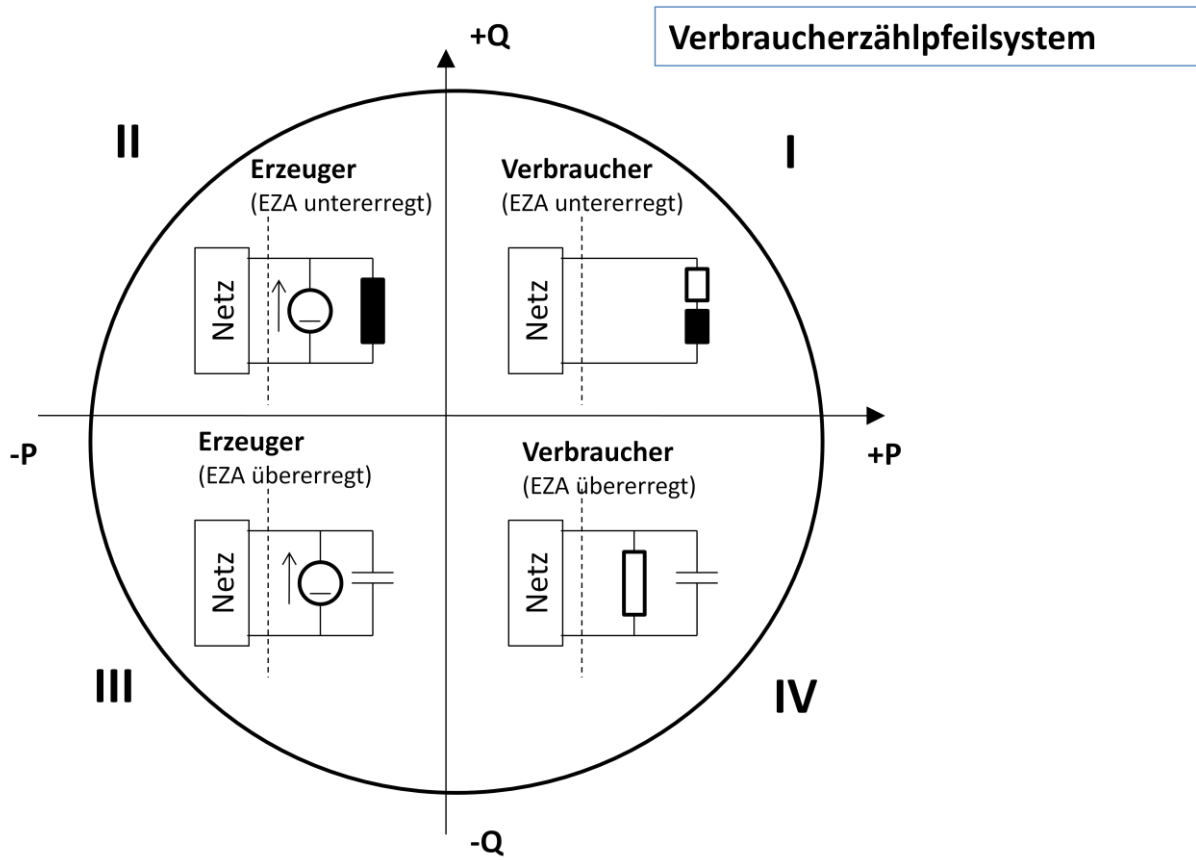 +Q
Verbraucherzählpfeilsystem
II
I
Erzeuger
(EZA untererregt)
Verbraucher
(EZA untererregt)
Netz
Netz
-P
+P
Erzeuger
(EZA übererregt)
Verbraucher
(EZA übererregt)
Netz
Netz
III
IV
-Q